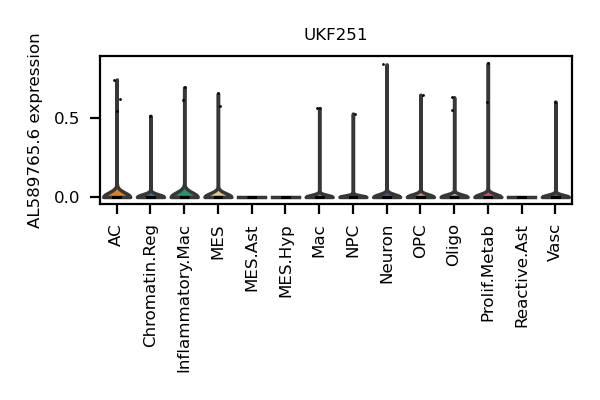 UKF251
AL589765.6 expression
0.5
0.0
AC
Chromatin.Reg
Inflammatory.Mac
MES
MES.Ast
MES.Hyp
Mac
NPC
Neuron
OPC
Oligo
Prolif.Metab
Reactive.Ast
Vasc